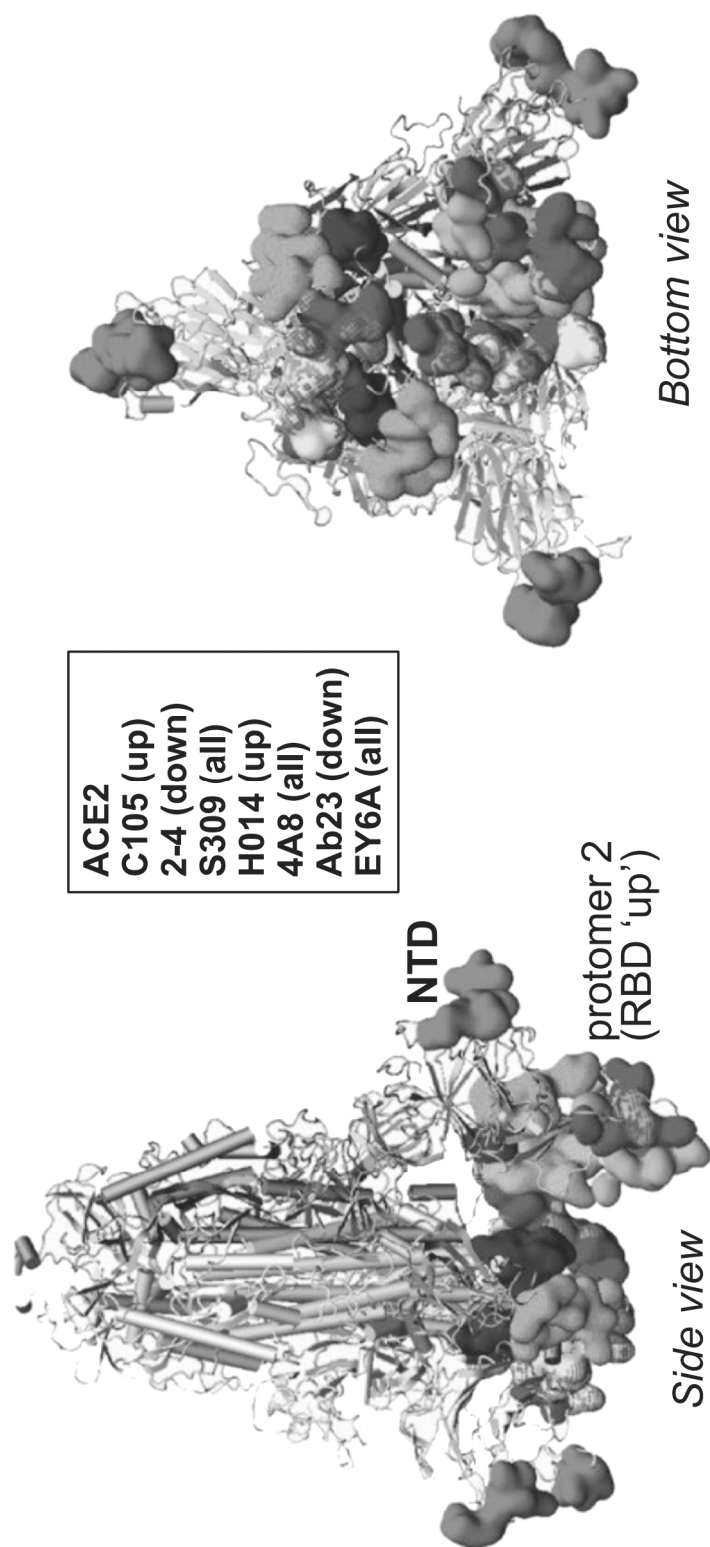 Side view
protomer 2
(RBD ‘up’)
NTD
ACE2
C105 (up)
2-4 (down)
S309 (all)
H014 (up)
4A8 (all)
Ab23 (down)
EY6A (all)
Bottom view